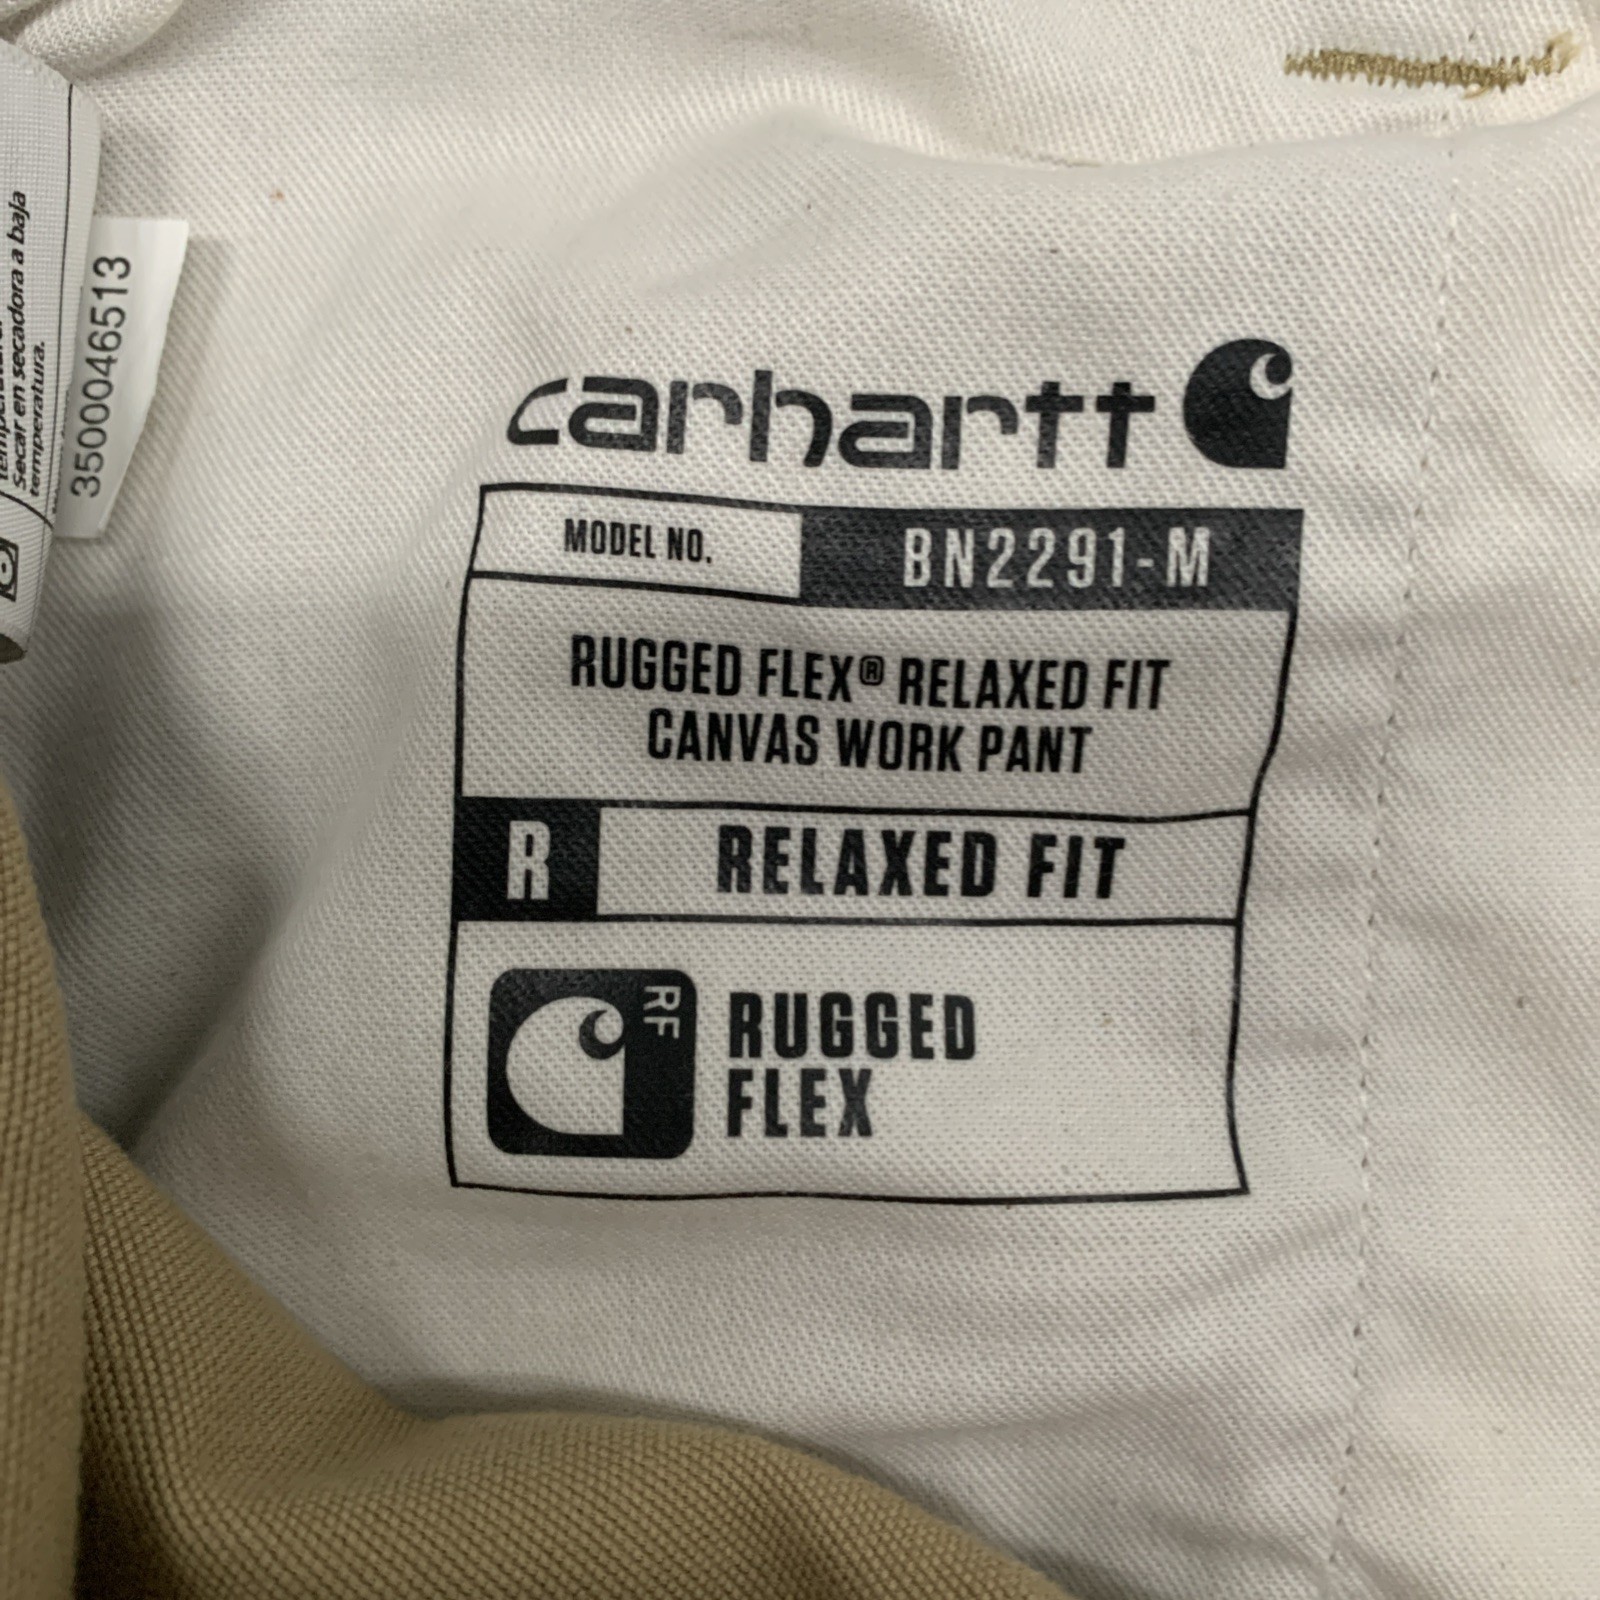 Secar en secadora a baja
temperatura.
3500046513
carhartt
MODEL NO.
BN2291-M
RUGGED FLEX® RELAXED FIT
CANVAS WORK PANT
R
RELAXED FIT
RF
RUGGED
FLEX